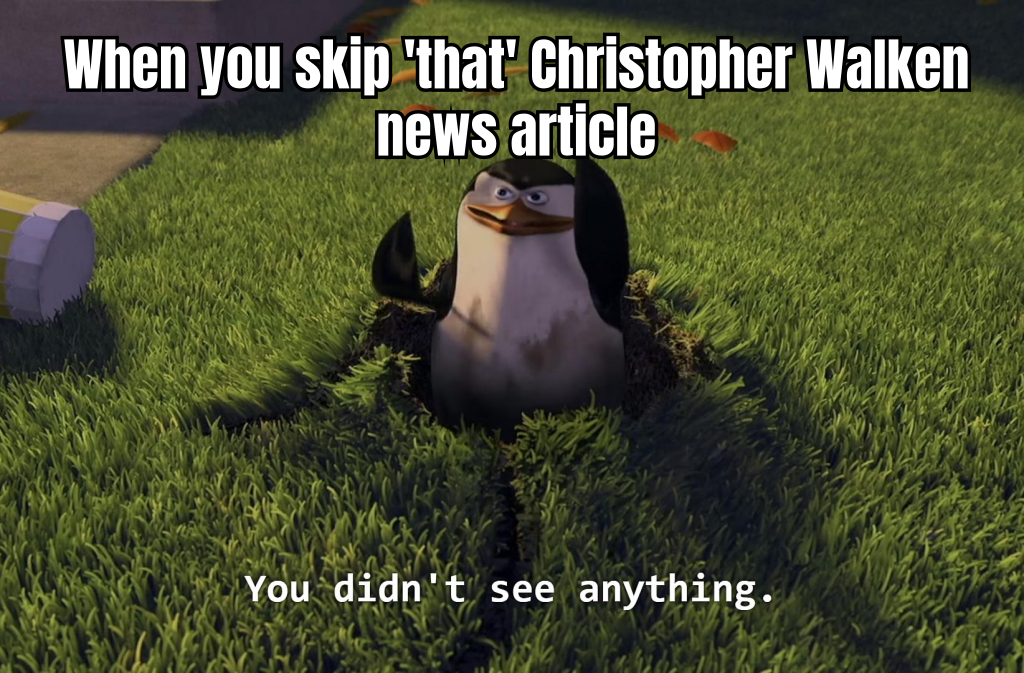 When you skip 'that' Christopher Walken
news article
You didn't see anything.